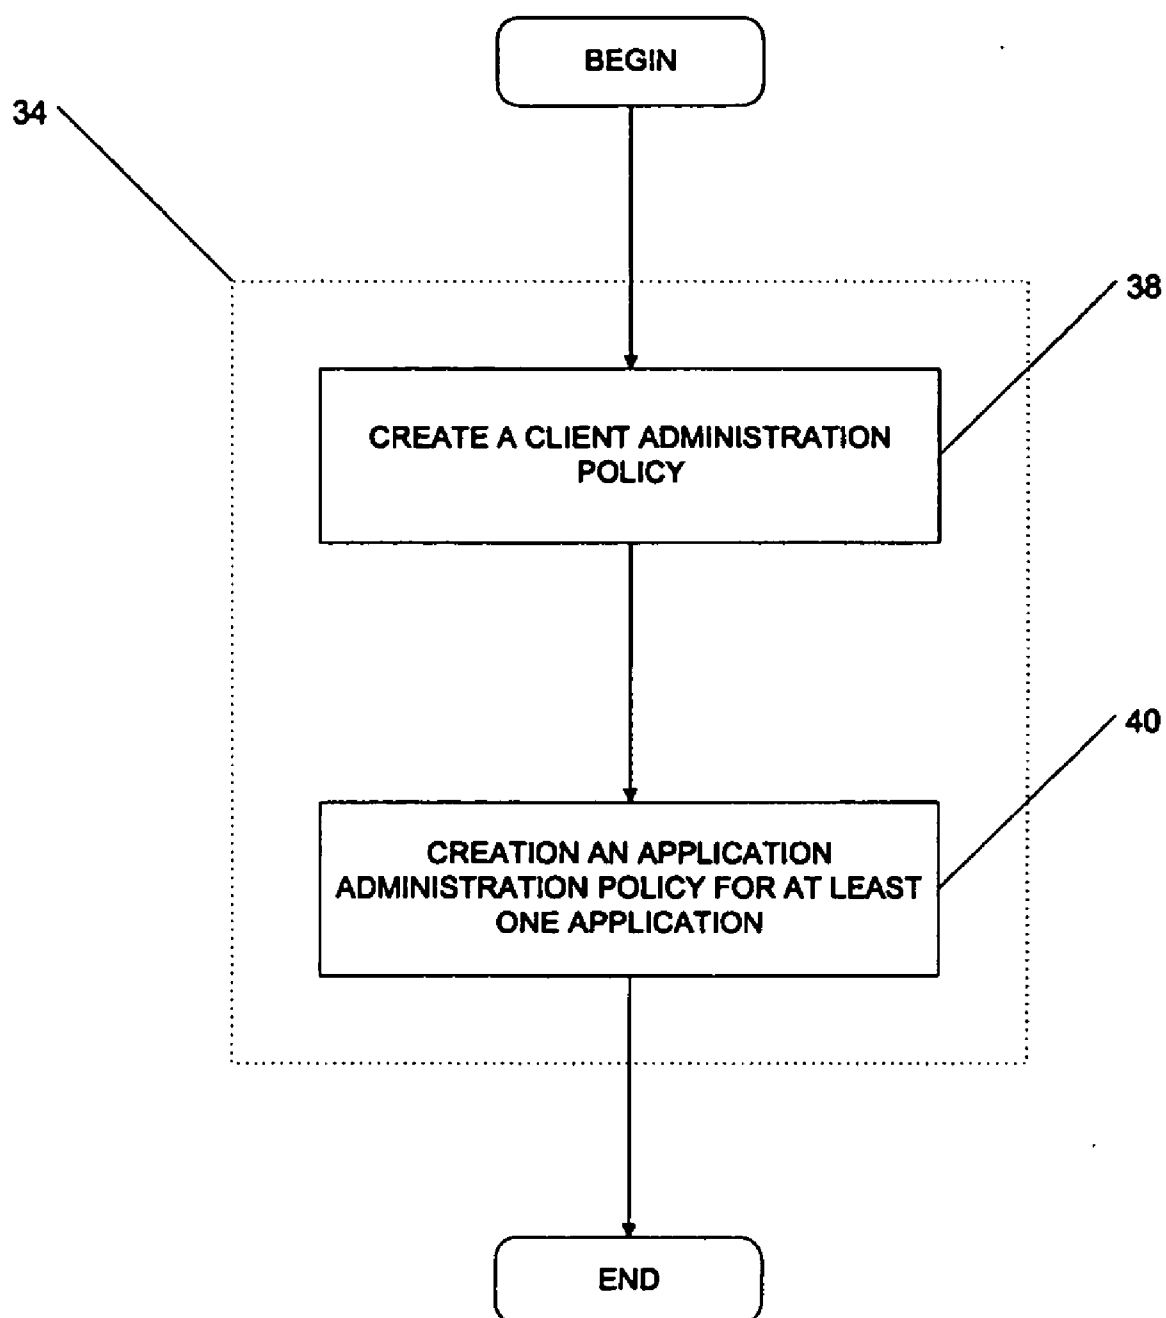 BEGIN
34
38
CREATE A CLIENT ADMINISTRATION
POLICY
40
CREATION AN APPLICATION
ADMINISTRATION POLICY FOR AT LEAST
ONE APPLICATION
END